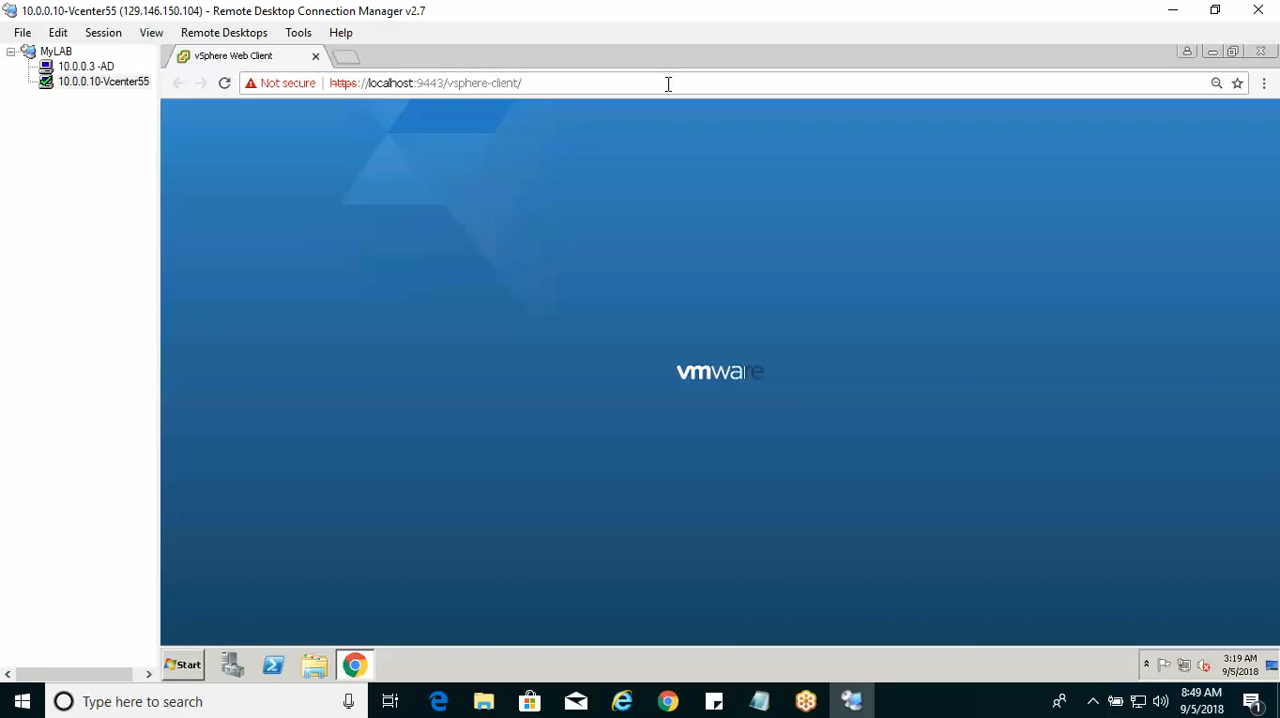 10.0.0.10-Vcenter55 (129.146.150.104) - Remote Desktop Connection Manager v2.7
File Edit Session View Remote Desktops Tools Help
MyLAB
10.0.0.3 -AD
10.0.0.10-Vcenter55
vSphere Web Client
Not secure https://localhost:9443/vsphere-client/
vmware
Start
3:19 AM
9/5/2018
Type here to search
8:49 AM
9/5/2018
1